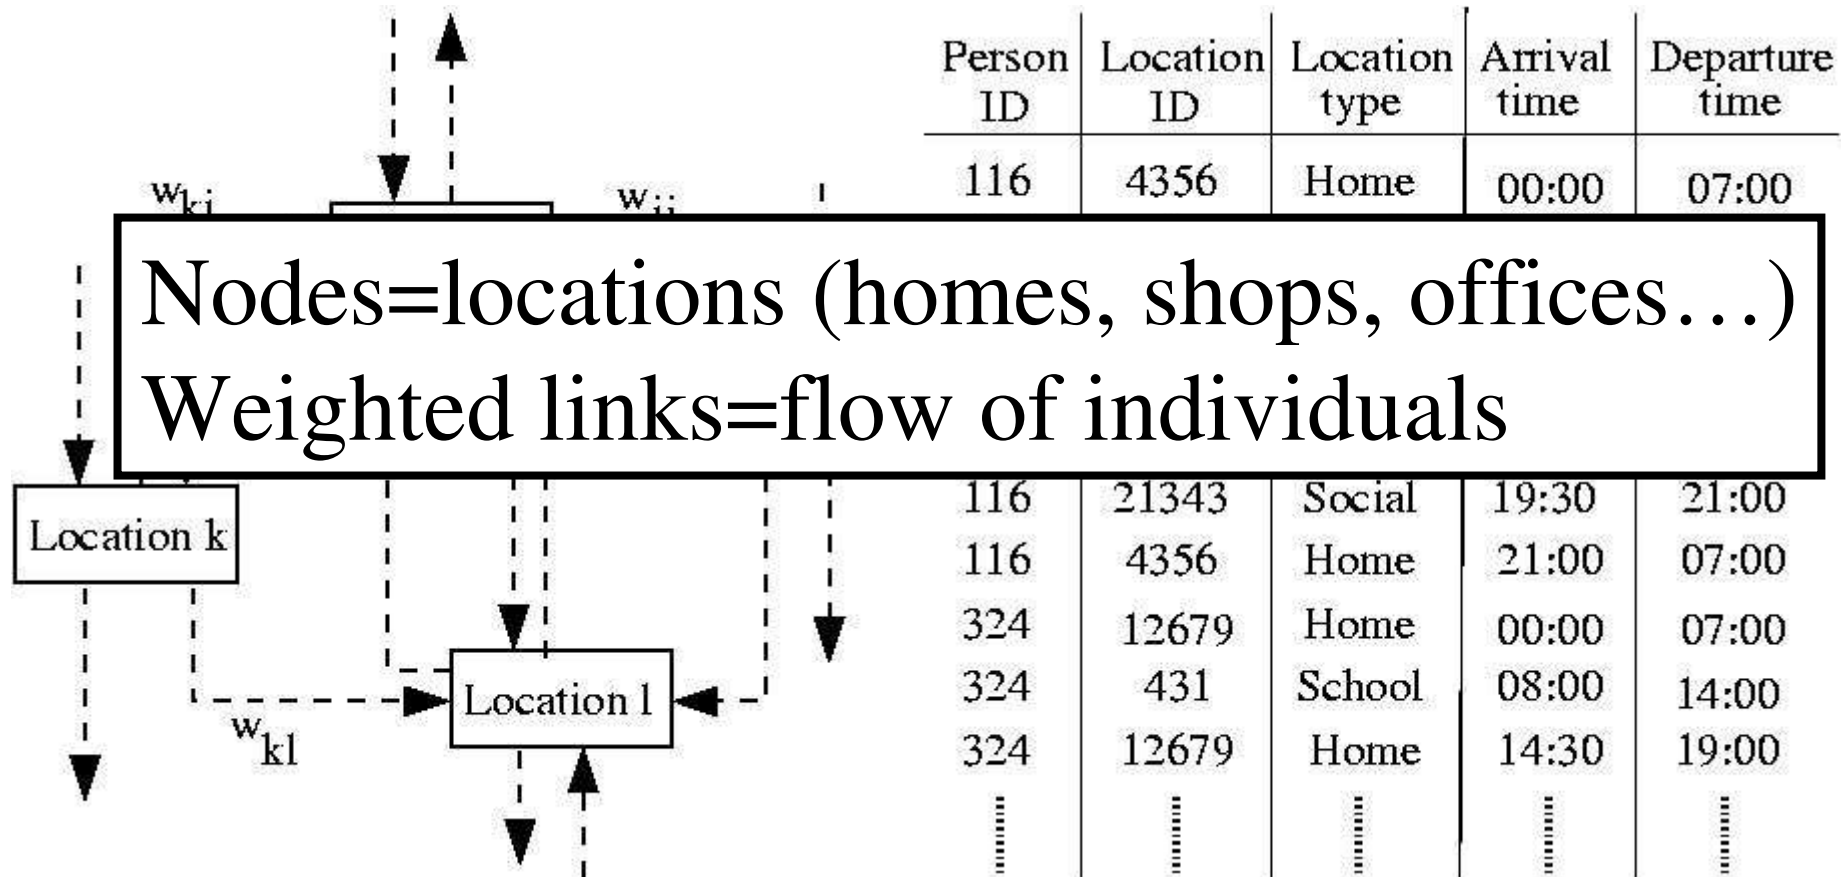 Person Location Location Arrival Departure
ID ID type time time
116 4356 Home 00:00 07:00
w
w
Nodes=locations (homes, shops, offices…)
Weighted links=flow of individuals
116 21343 Social 19:30 21:00
Location k
116 4356 Home 21:00 07:00
324 12679 Home 00:00 07:00
324 431 School 08:00 14:00
Location l
w kl
324 12679 Home 14:30 19:00